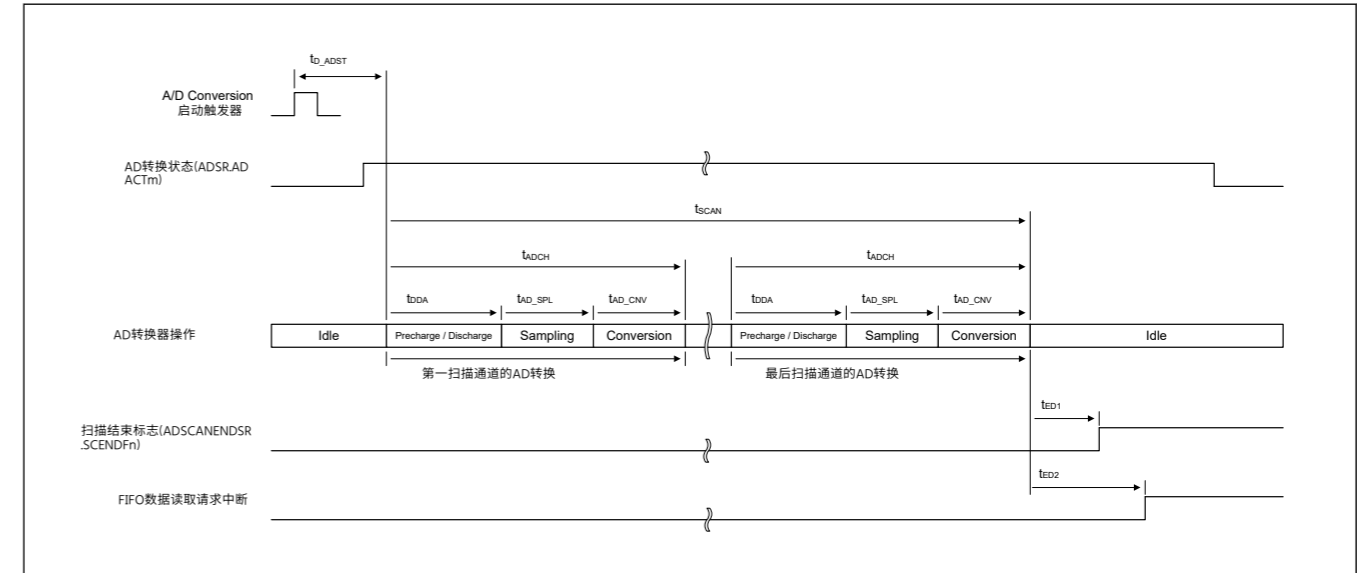 tD_ADST
A/D Conversion
启动触发器
AD转换状态(ADSR.AD
ACTm)
tSCAN
tADCH
tADCH
tDDA
tAD_SPL
tAD_CNV
tDDA
tAD_SPL
tAD_CNV
AD转换器操作
Idle
Precharge / Discharge
Sampling
Conversion
Precharge / Discharge
Sampling
Conversion
Idle
第一扫描通道的AD转换
最后扫描通道的AD转换
tED1
扫描结束标志(ADSCANENDSR
.SCENDFn)
tED2
FIFO数据读取请求中断